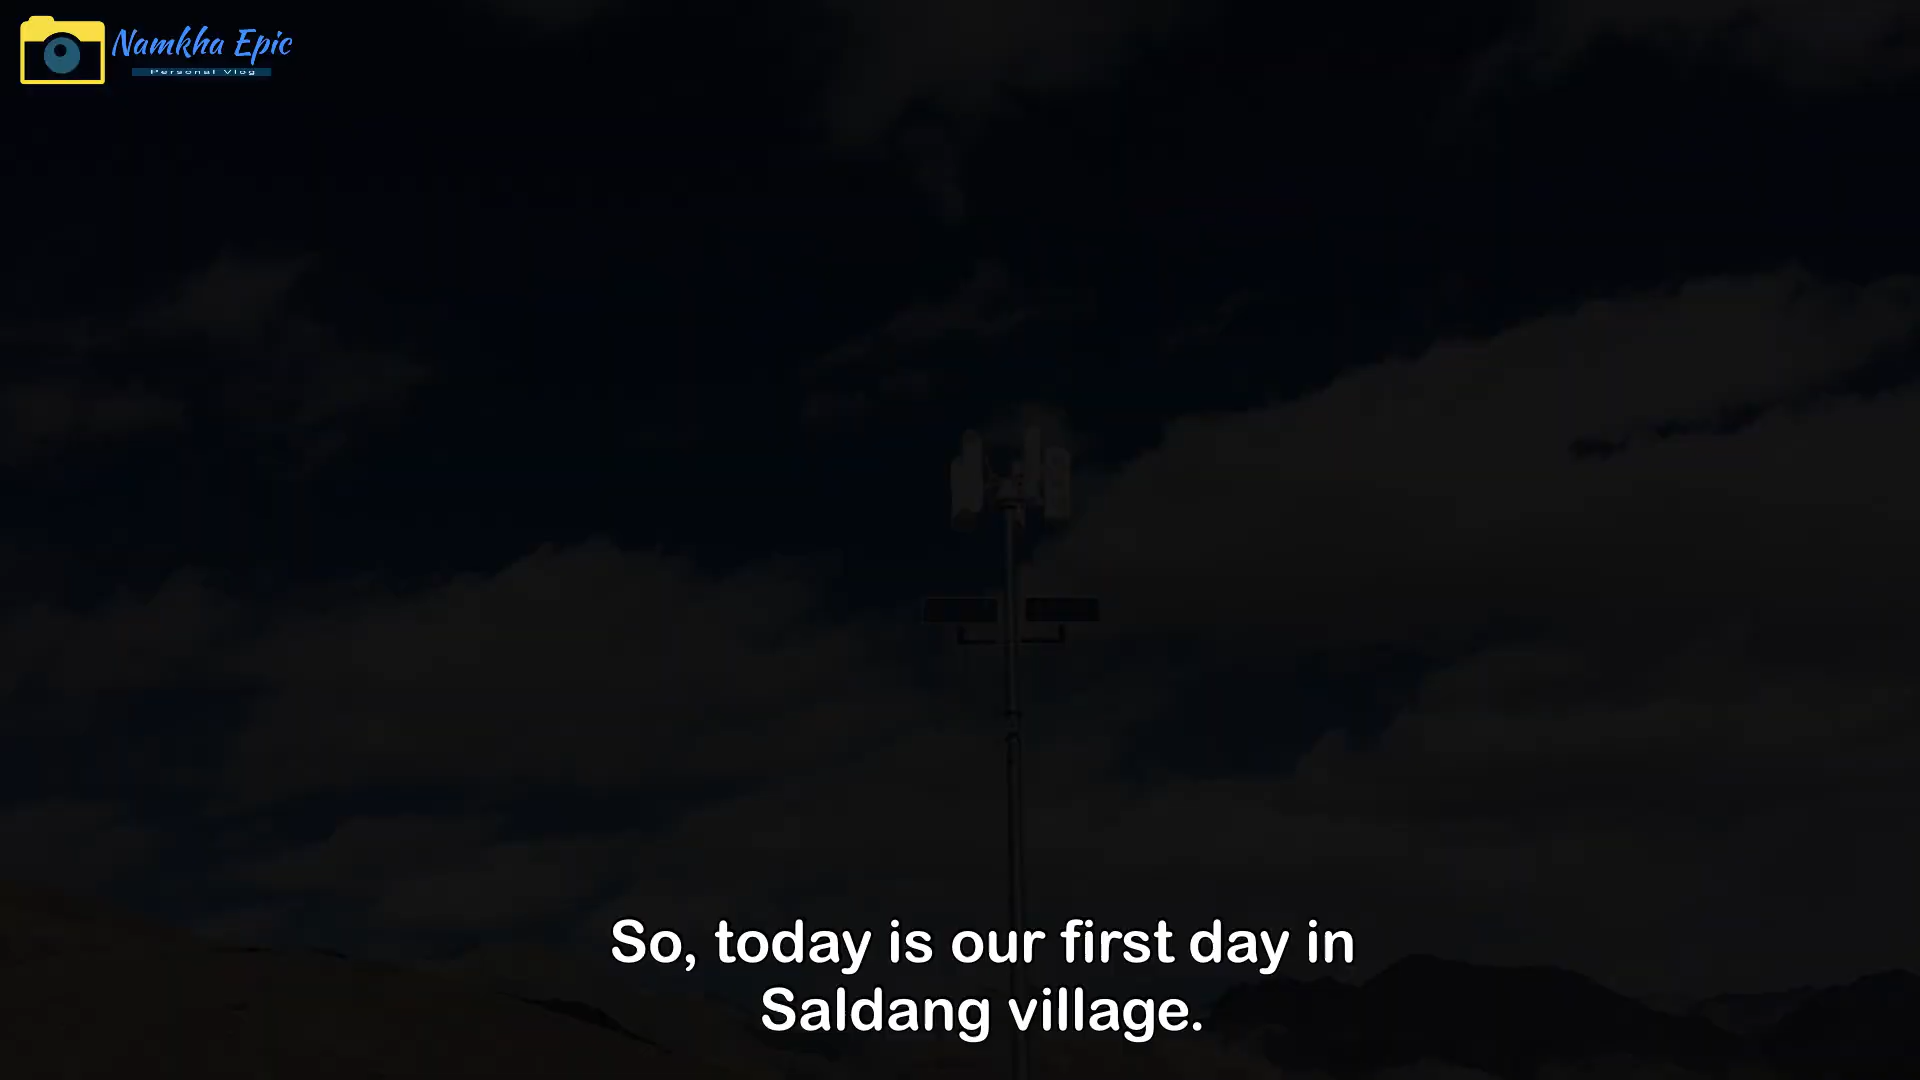 Namkha Epic
Personal Vlog
So, today is our first day in
Saldang village.